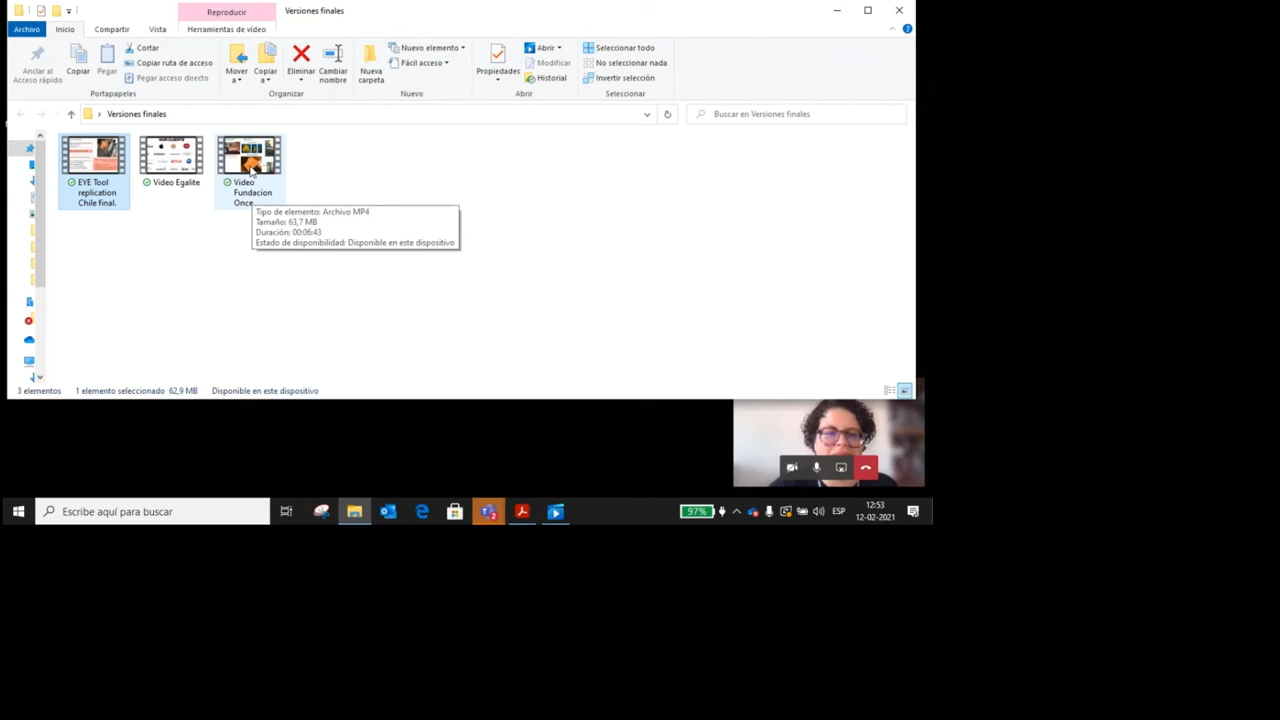 Reproducir
Versiones finales
Archivo
Inicio
Compartir
Vista
Herramientas de vídeo
Anclar al
Acceso rápido
Copiar
Pegar
Cortar
Copiar ruta de acceso
Pegar acceso directo
Portapapeles
Mover
a
Copiar
a
Eliminar
Cambiar
nombre
Organizar
Nueva
carpeta
Nuevo elemento
Fácil acceso
Nuevo
Propiedades
Abrir
Modificar
Historial
Abrir
Seleccionar todo
No seleccionar nada
Invertir selección
Seleccionar
Versiones finales
Buscar en Versiones finales
EYE Tool
replication
Chile final.
Video Egalite
Video
Fundacion
Once
Tipo de elemento: Archivo MP4
Tamaño: 63,7 MB
Duración: 00:06:43
Estado de disponibilidad: Disponible en este dispositivo
3 elementos
1 elemento seleccionado 62,9 MB
Disponible en este dispositivo
Escribe aquí para buscar
97%
ESP
12:53
12-02-2021